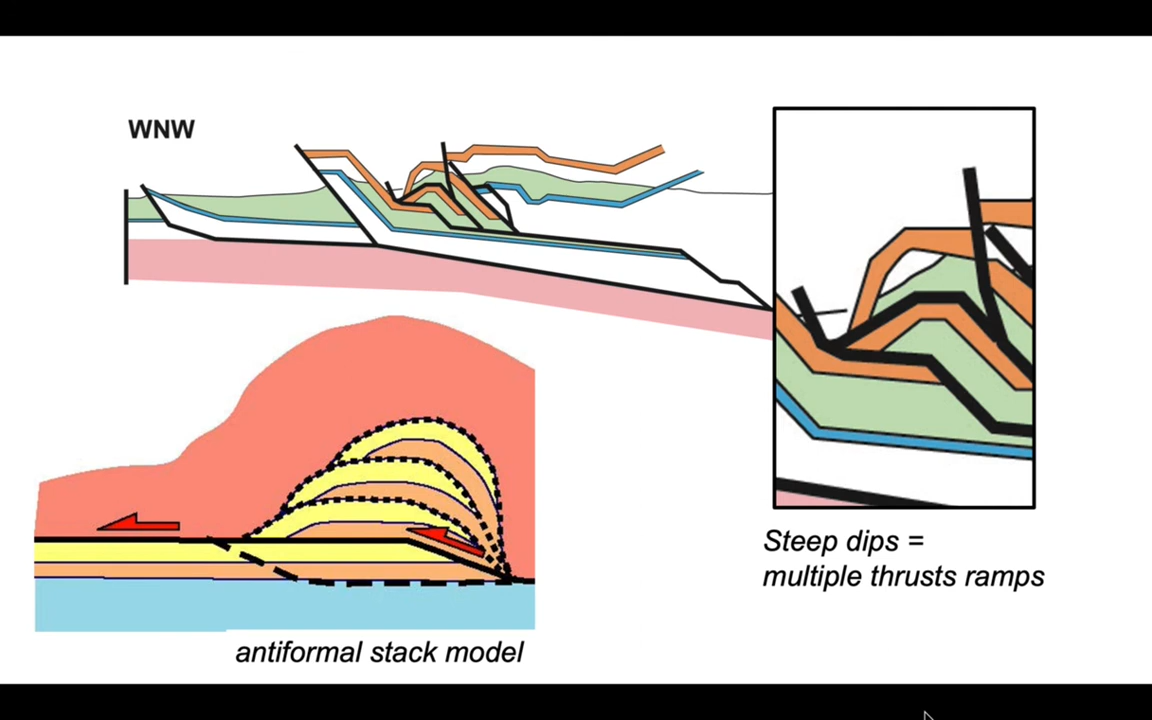 WNW
Steep dips =
multiple thrusts ramps
antiformal stack model